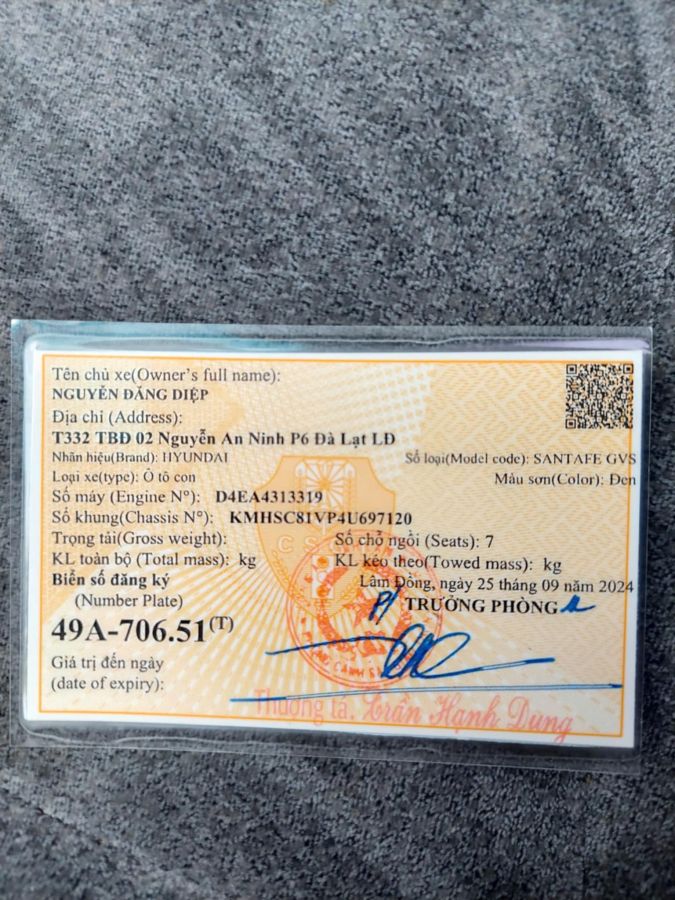 Tên chủ xe(Owner's full name):
NGUYỄN ĐĂNG DIỆP
Địa chỉ (Address):
T332 TBĐ 02 Nguyễn An Ninh P6 Đà Lạt LĐ
Nhãn hiệu(Brand): HYUNDAI Số loại(Model code): SANTAFE GVS
Loại xe(type): Ô tô con Màu sơn(Color): Đen
Số máy (Engine N°): D4EA4313319
Số khung(Chassis N°): KMHSC81VP4U697120
Trọng tải(Gross weight): Số chỗ ngồi (Seats): 7
KL toàn bộ (Total mass): kg KL kéo theo(Towed mass): kg
Biển số đăng ký Lâm Đồng, ngày 25 tháng 09 năm 2024
(Number Plate) P/ TRƯỞNG PHÒNG
49A-706.51(T)
Giá trị đến ngày
(date of expiry):
Thượng tá. Trần Hạnh Dung